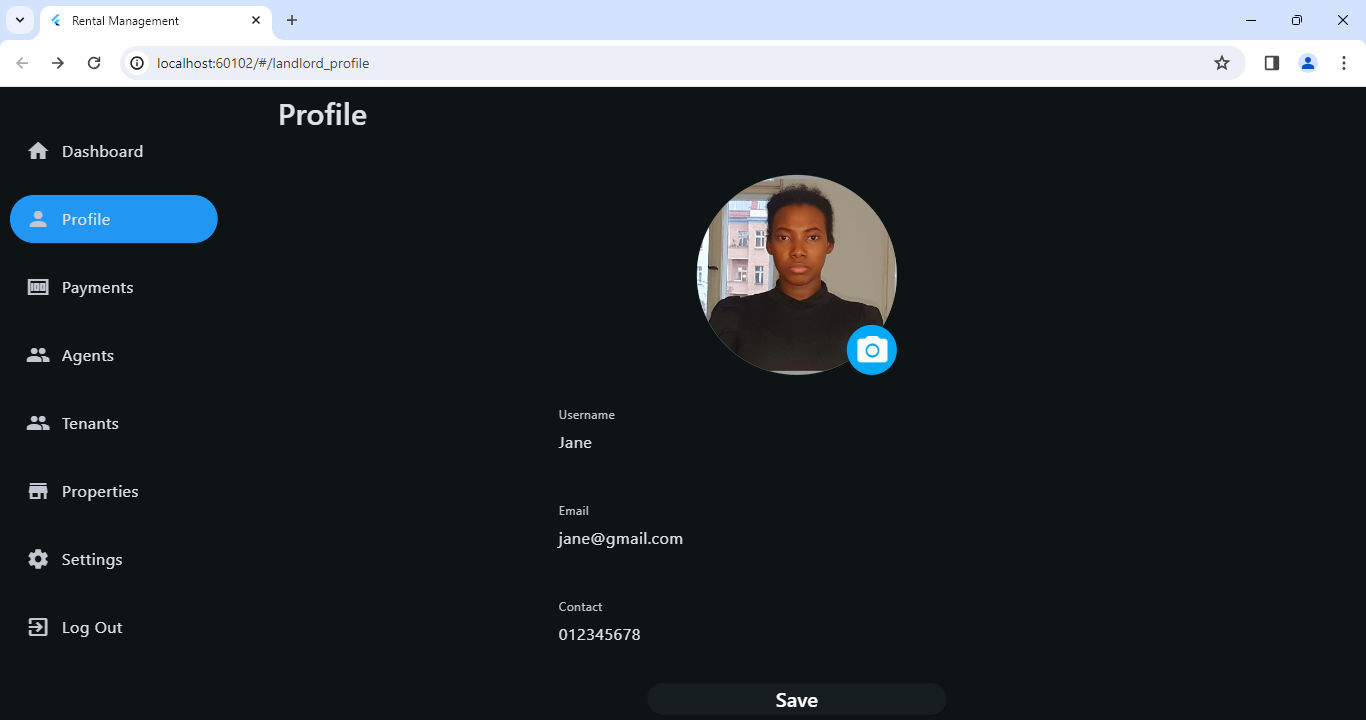 Rental Management
localhost:60102/#/landlord_profile
Profile
Dashboard
Profile
Payments
Agents
Tenants
Properties
Settings
Log Out
Username
Jane
Email
jane@gmail.com
Contact
012345678
Save